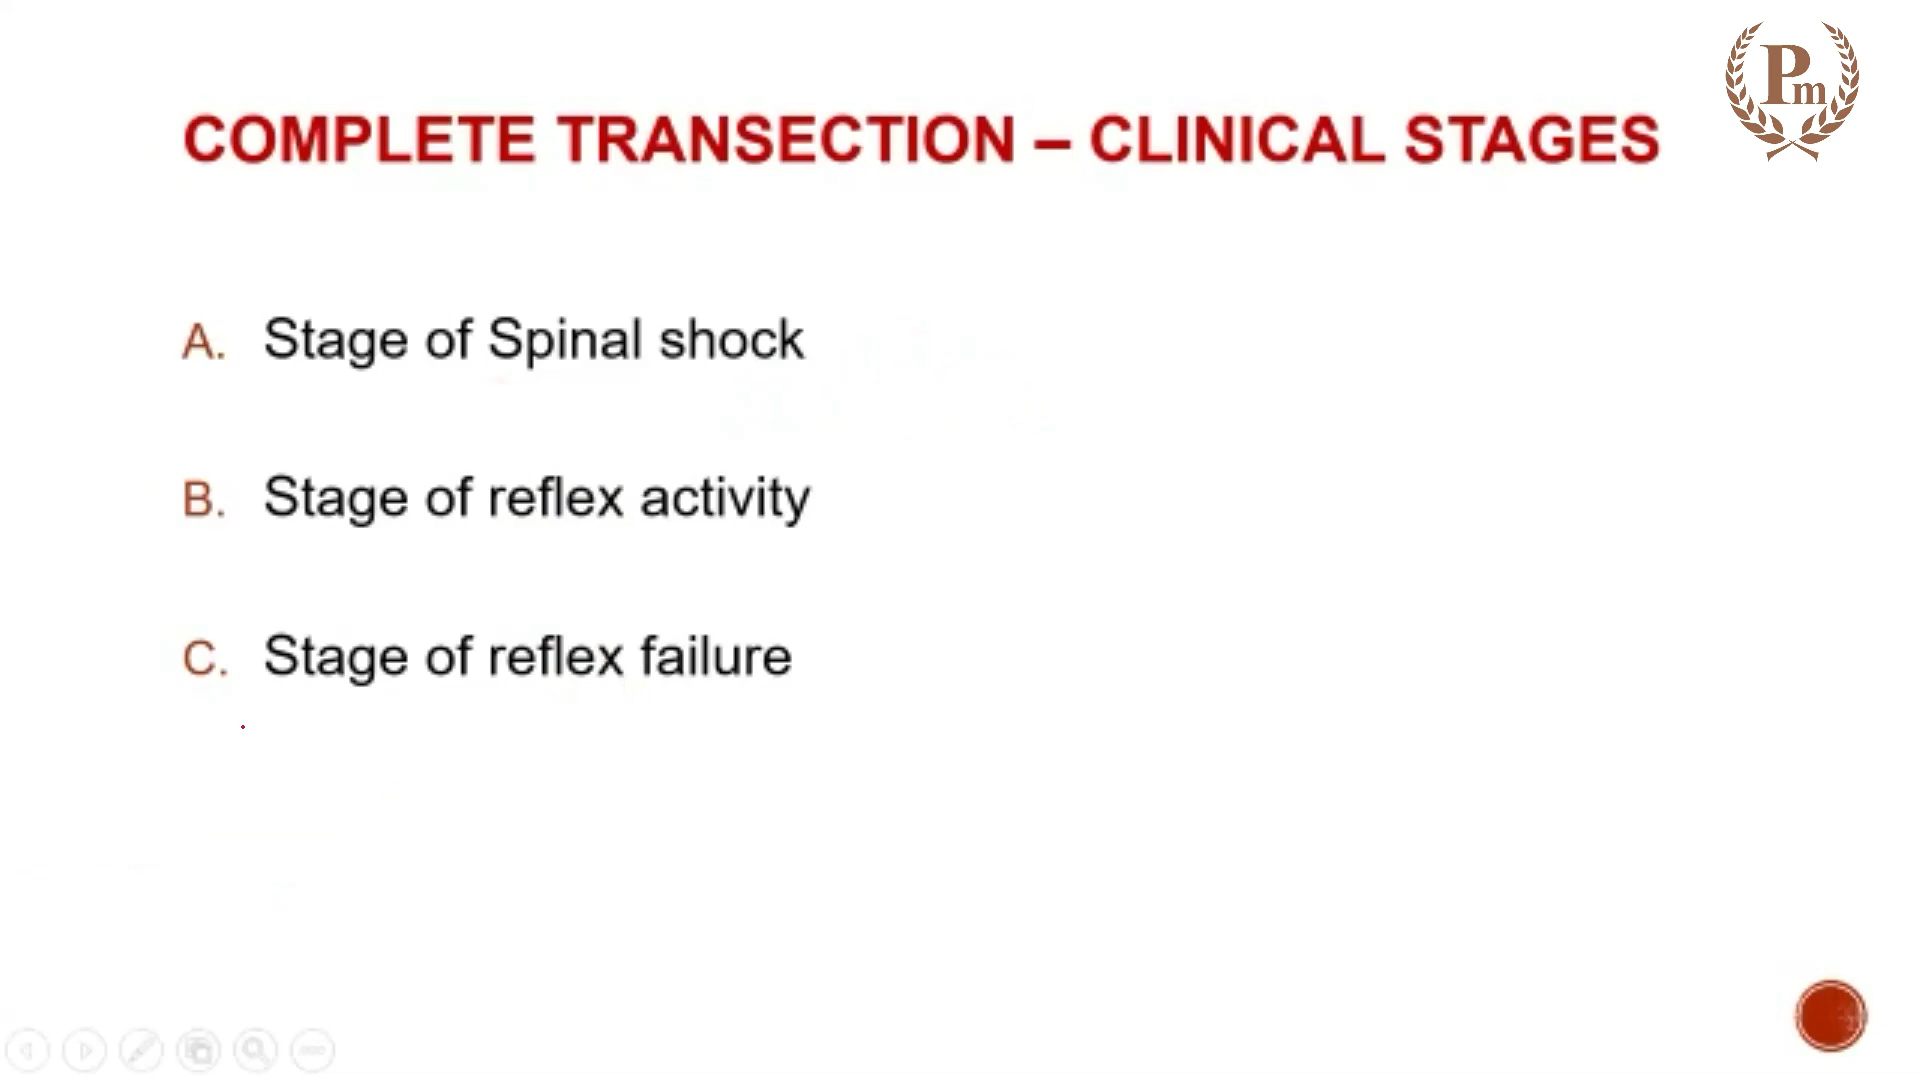 Pm
COMPLETE TRANSECTION – CLINICAL STAGES
A. Stage of Spinal shock
B. Stage of reflex activity
C. Stage of reflex failure